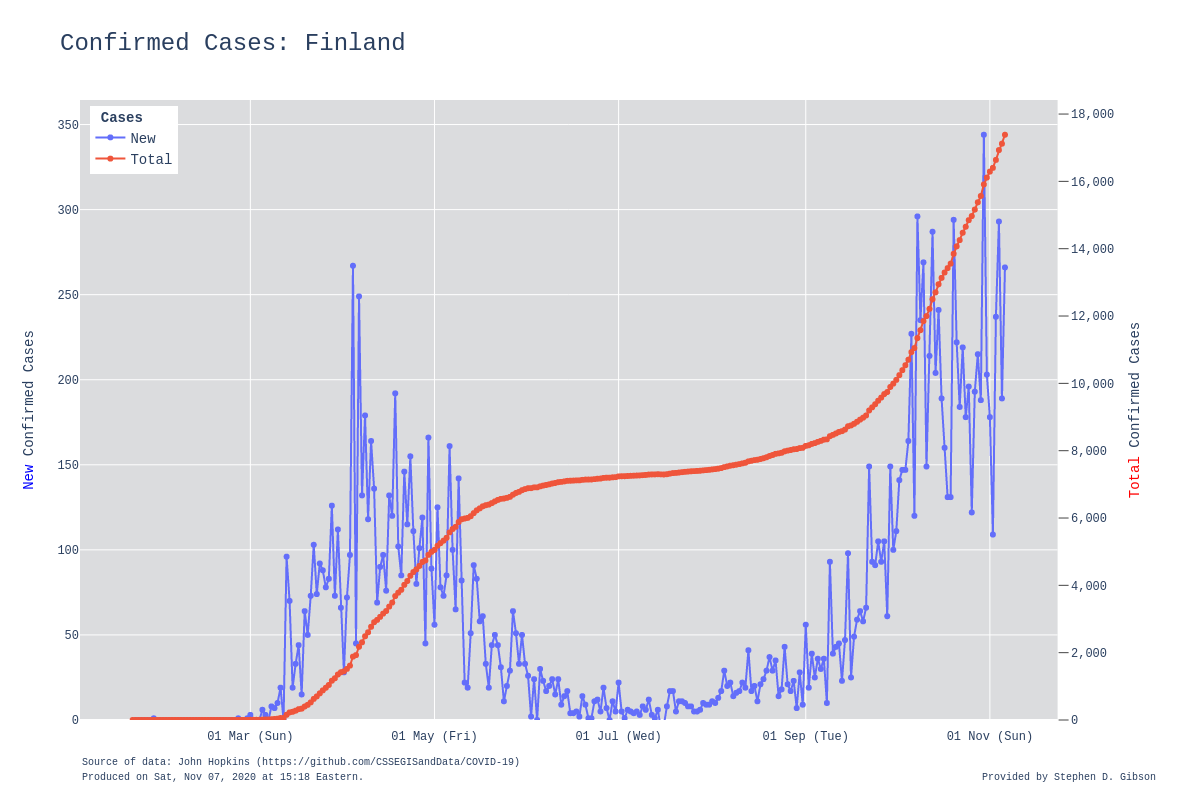 Confirmed Cases: Finland
Cases
New
Total
350
300
250
200
150
100
50
0
18,000
16,000
14,000
12,000
10,000
8,000
6,000
4,000
2,000
0
New Confirmed Cases
Total Confirmed Cases
01 Mar (Sun)
01 May (Fri)
01 Jul (Wed)
01 Sep (Tue)
01 Nov (Sun)
Source of data: John Hopkins (https://github.com/CSSEGISandData/COVID-19)
Produced on Sat, Nov 07, 2020 at 15:18 Eastern.
Provided by Stephen D. Gibson